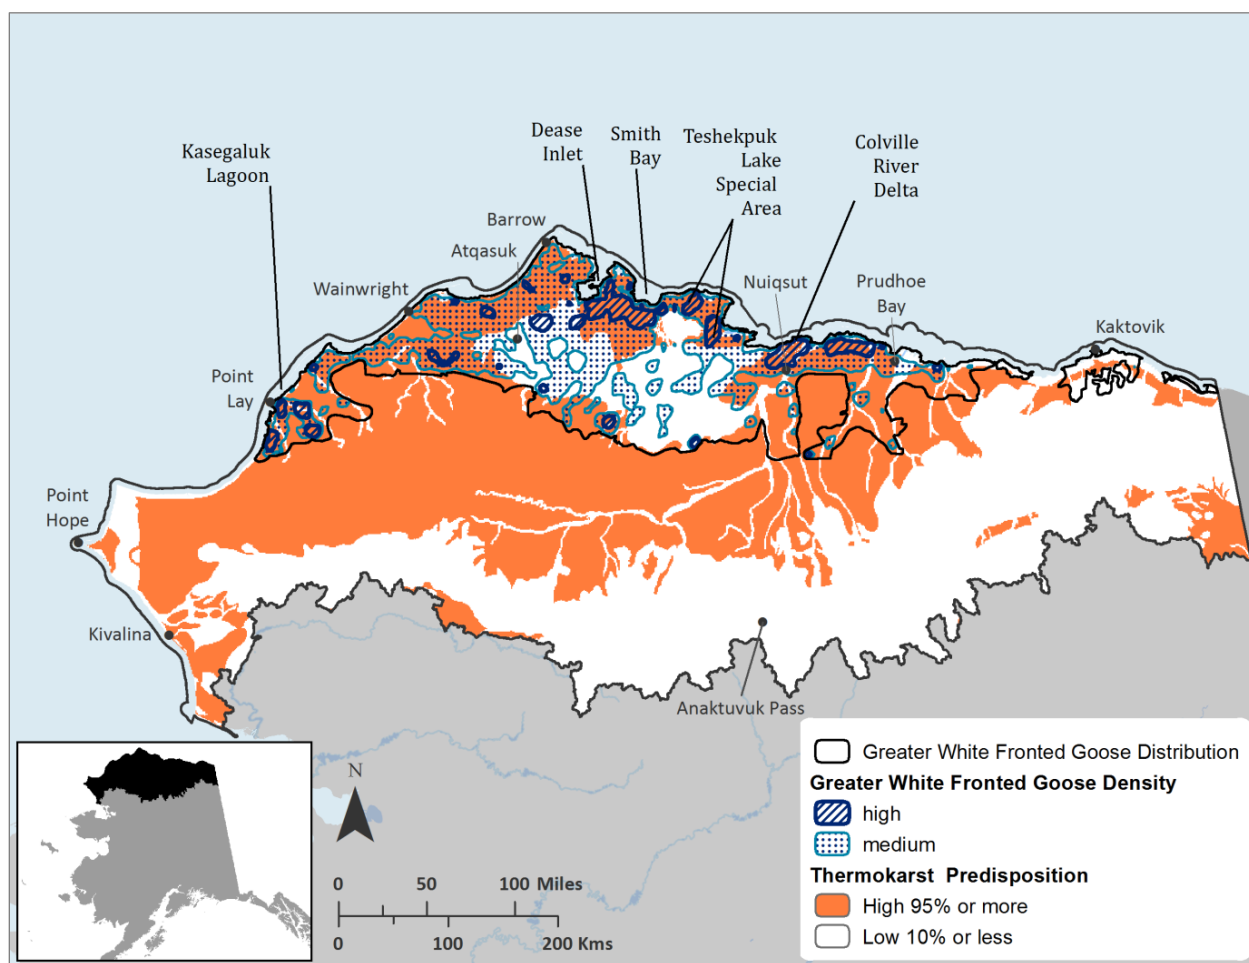 Kasegaluk
Lagoon
Dease
Inlet
Smith
Bay
Teshekpuk
Lake
Special
Area
Colville
River
Delta
Barrow
Atqasuk
Wainwright
Nuiqsut
Prudhoe
Bay
Kaktovik
Point
Lay
Point
Hope
Kivalina
Anaktuvuk Pass
N
0 50 100 Miles
0 100 200 Kms
Greater White Fronted Goose Distribution
Greater White Fronted Goose Density
high
medium
Thermokarst Predisposition
High 95% or more
Low 10% or less